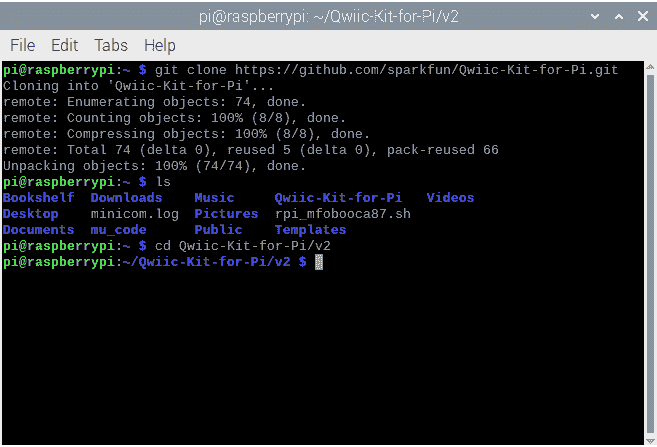 pi@raspberrypi: ~/Qwiic-Kit-for-Pi/v2
File Edit Tabs Help
pi@raspberrypi:~ $ git clone https://github.com/sparkfun/Qwiic-Kit-for-Pi.git
Cloning into 'Qwiic-Kit-for-Pi'...
remote: Enumerating objects: 74, done.
remote: Counting objects: 100% (8/8), done.
remote: Compressing objects: 100% (8/8), done.
remote: Total 74 (delta 0), reused 5 (delta 0), pack-reused 66
Unpacking objects: 100% (74/74), done.
pi@raspberrypi:~ $ ls
Bookshelf  Downloads    Music     Qwiic-Kit-for-Pi   Videos
Desktop    minicom.log  Pictures  rpi_mfobooca87.sh
Documents  mu_code      Public    Templates
pi@raspberrypi:~ $ cd Qwiic-Kit-for-Pi/v2
pi@raspberrypi:~/Qwiic-Kit-for-Pi/v2 $